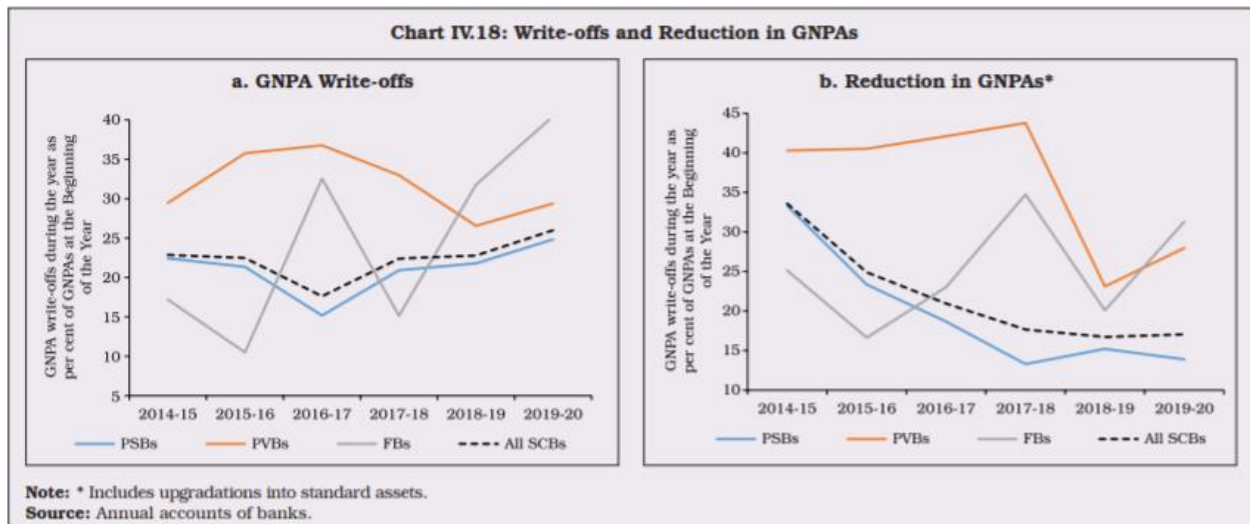 Chart IV.18: Write-offs and Reduction in GNPAs
a. GNPA Write-offs
GNPA write-offs during the year as
per cent of GNPAs at the Beginning
of the Year
40
35
30
25
20
15
10
5
2014-15 2015-16 2016-17 2017-18 2018-19 2019-20
PSBs PVBs FBs All SCBs
b. Reduction in GNPAs*
GNPA write-offs during the year as
per cent of GNPAs at the Beginning
of the Year
45
40
35
30
25
20
15
10
2014-15 2015-16 2016-17 2017-18 2018-19 2019-20
PSBs PVBs FBs All SCBs
Note: * Includes upgradations into standard assets.
Source: Annual accounts of banks.